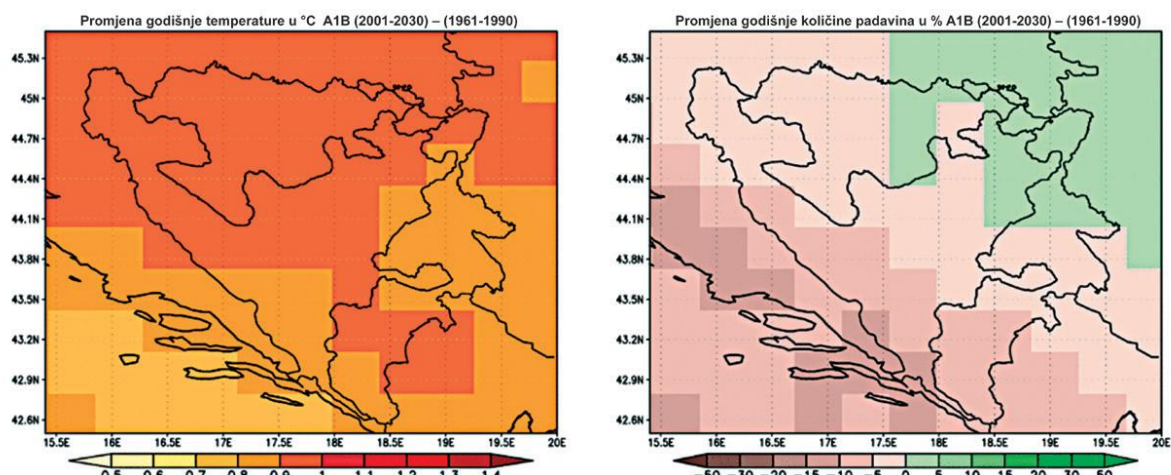 Promjena godišnje temperature u °C A1B (2001-2030) – (1961-1990)
45.3N
45N
44.7N
44.4N
44.1N
43.8N
43.5N
43.2N
42.9N
42.6N
15.5E 16E 16.5E 17E 17.5E 18E 18.5E 19E 19.5E 20E
0.5 0.6 0.7 0.8 0.9 1 1.1 1.2 1.3 1.4
Promjena godišnje količine padavina u % A1B (2001-2030) – (1961-1990)
45.3N
45N
44.7N
44.4N
44.1N
43.8N
43.5N
43.2N
42.9N
42.6N
15.5E 16E 16.5E 17E 17.5E 18E 18.5E 19E 19.5E 20E
-50 -30 -20 -15 -10 -5 0 5 10 15 20 30 50